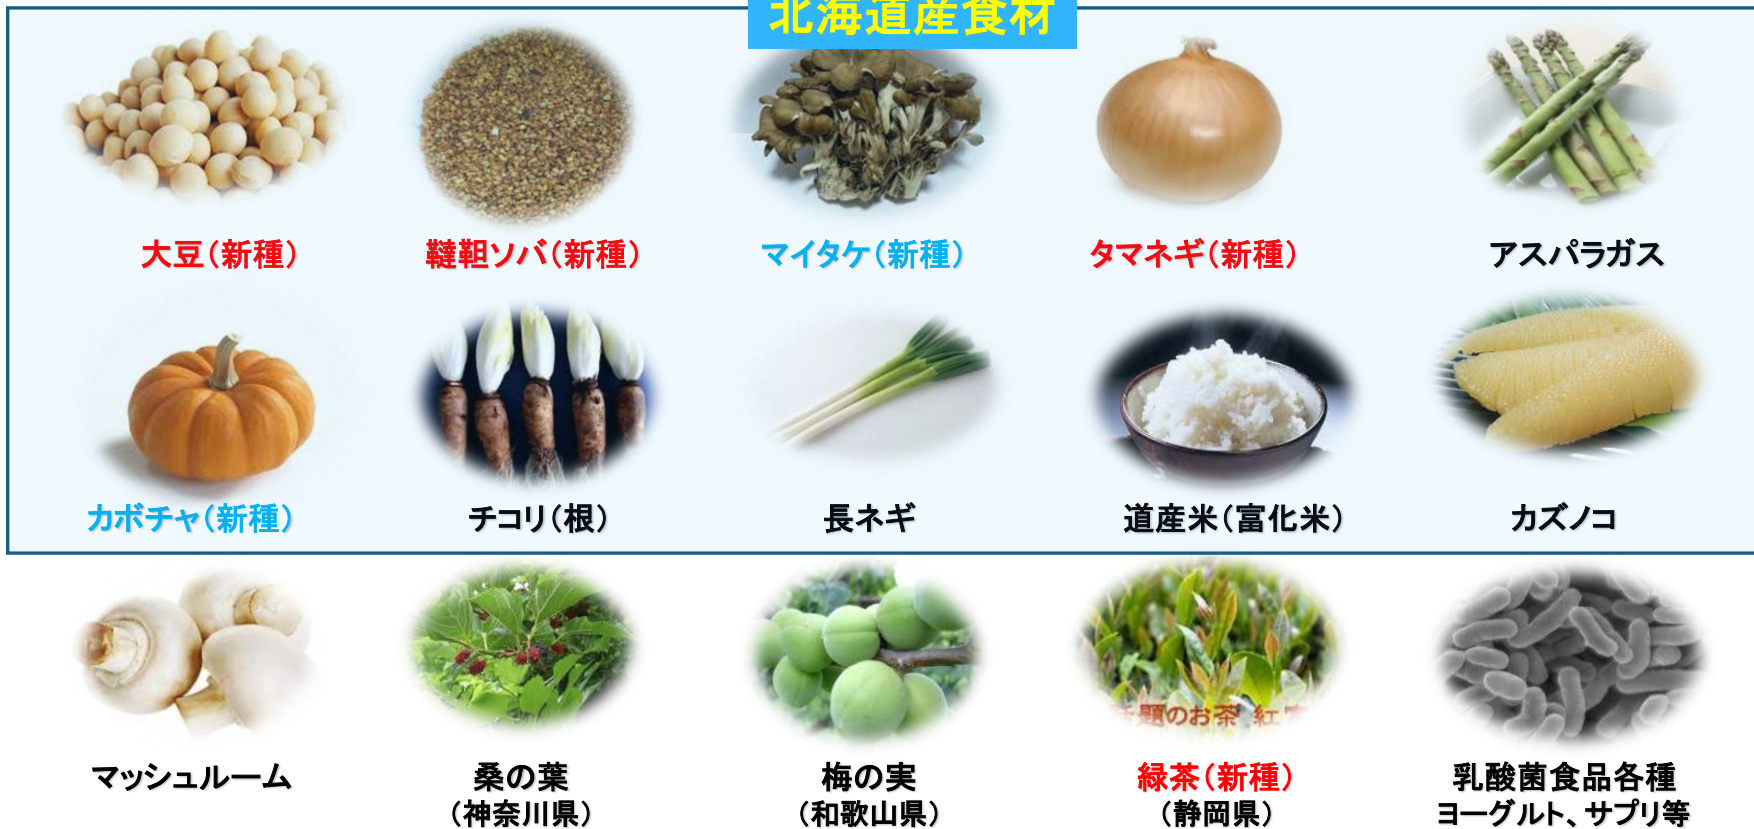 北海道産食材
大豆（新種）
韃靼ソバ（新種）
マイタケ（新種）
タマネギ（新種）
アスパラガス
カボチャ（新種）
チコリ（根）
長ネギ
道産米（富化米）
カズノコ
マッシュルーム
桑の葉
（神奈川県）
梅の実
（和歌山県）
題のお茶 紅
緑茶（新種）
（静岡県）
乳酸菌食品各種
ヨーグルト、サプリ等